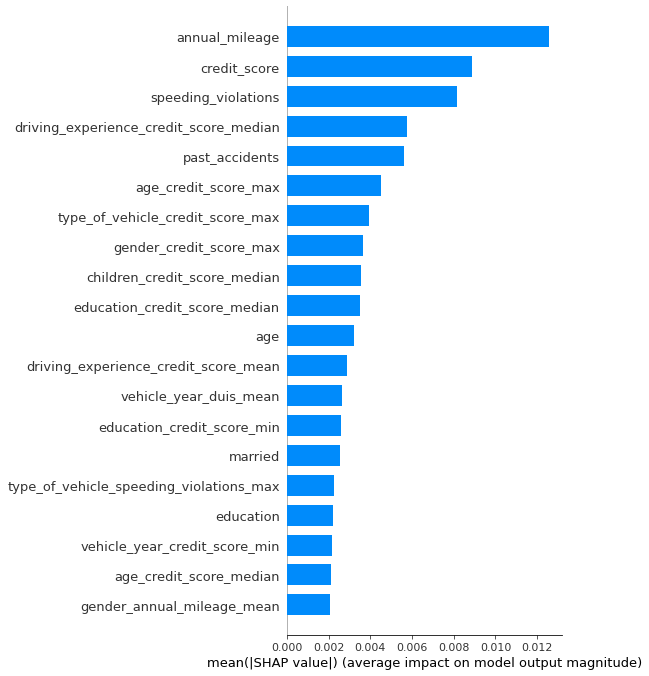 annual_mileage
credit_score
speeding_violations
driving_experience_credit_score_median
past_accidents
age_credit_score_max
type_of_vehicle_credit_score_max
gender_credit_score_max
children_credit_score_median
education_credit_score_median
age
driving_experience_credit_score_mean
vehicle_year_duis_mean
education_credit_score_min
married
type_of_vehicle_speeding_violations_max
education
vehicle_year_credit_score_min
age_credit_score_median
gender_annual_mileage_mean
0.000 0.002 0.004 0.006 0.008 0.010 0.012
mean(|SHAP value|) (average impact on model output magnitude)